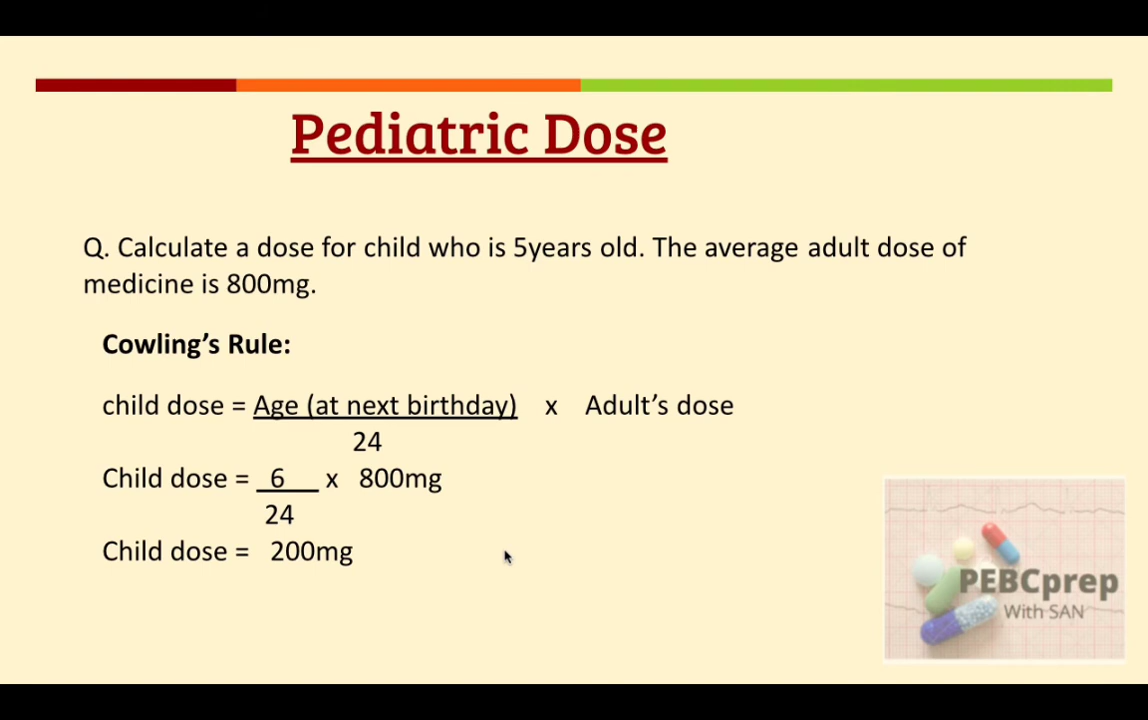 Pediatric Dose
Q. Calculate a dose for child who is 5years old. The average adult dose of
medicine is 800mg.
Cowling’s Rule:
child dose = Age (at next birthday) x Adult’s dose
24
Child dose = 6 x 800mg
24
Child dose = 200mg
PEBCprep
With SAN